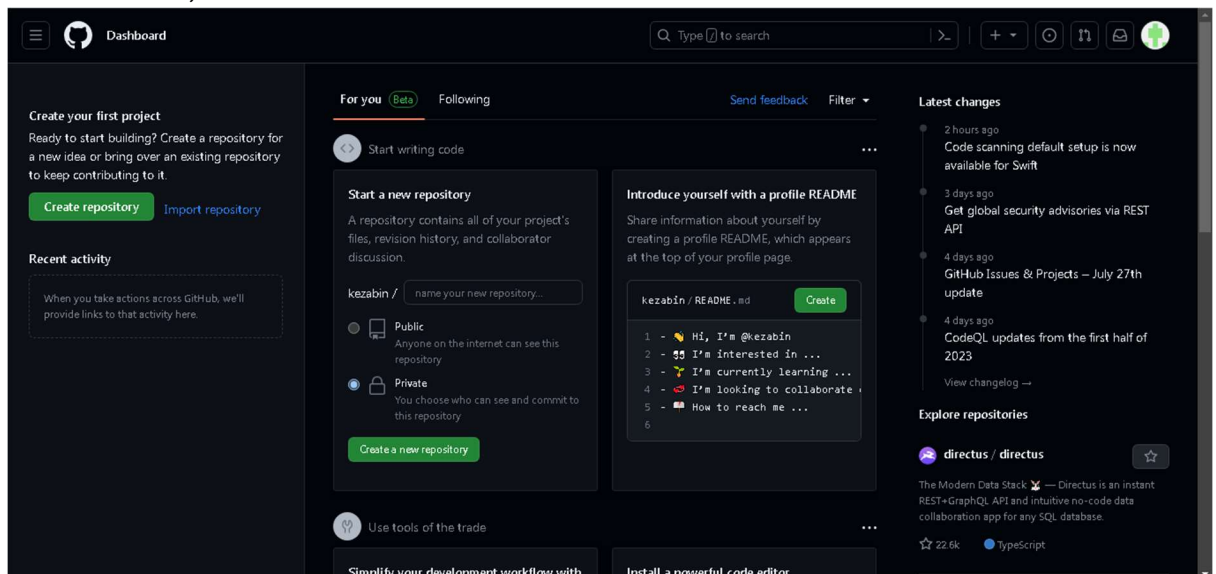 Dashboard
Type / to search
Create your first project
Ready to start building? Create a repository for
a new idea or bring over an existing repository
to keep contributing to it.
Create repository
Import repository
Recent activity
When you take actions across GitHub, we'll
provide links to that activity here.
For you Beta
Following
Send feedback
Filter
Start writing code
Start a new repository
A repository contains all of your project's
files, revision history, and collaborator
discussion.
kezabin /
name your new repository...
Public
Anyone on the internet can see this
repository
Private
You choose who can see and commit to
this repository
Create a new repository
Introduce yourself with a profile README
Share information about yourself by
creating a profile README, which appears
at the top of your profile page.
kezabin / README.md
Create
1 - 👋 Hi, I'm @kezabin
2 - 👀 I'm interested in ...
3 - 🌱 I'm currently learning ...
4 - 💞️ I'm looking to collaborate
5 - 📫 How to reach me ...
6
Use tools of the trade
Simplify your development workflow with
Install a powerful code editor
Latest changes
2 hours ago
Code scanning default setup is now
available for Swift
3 days ago
Get global security advisories via REST
API
4 days ago
GitHub Issues & Projects – July 27th
update
4 days ago
CodeQL updates from the first half of
2023
View changelog →
Explore repositories
directus / directus
The Modern Data Stack 🐰 — Directus is an instant
REST+GraphQL API and intuitive no-code data
collaboration app for any SQL database.
22.6k
TypeScript